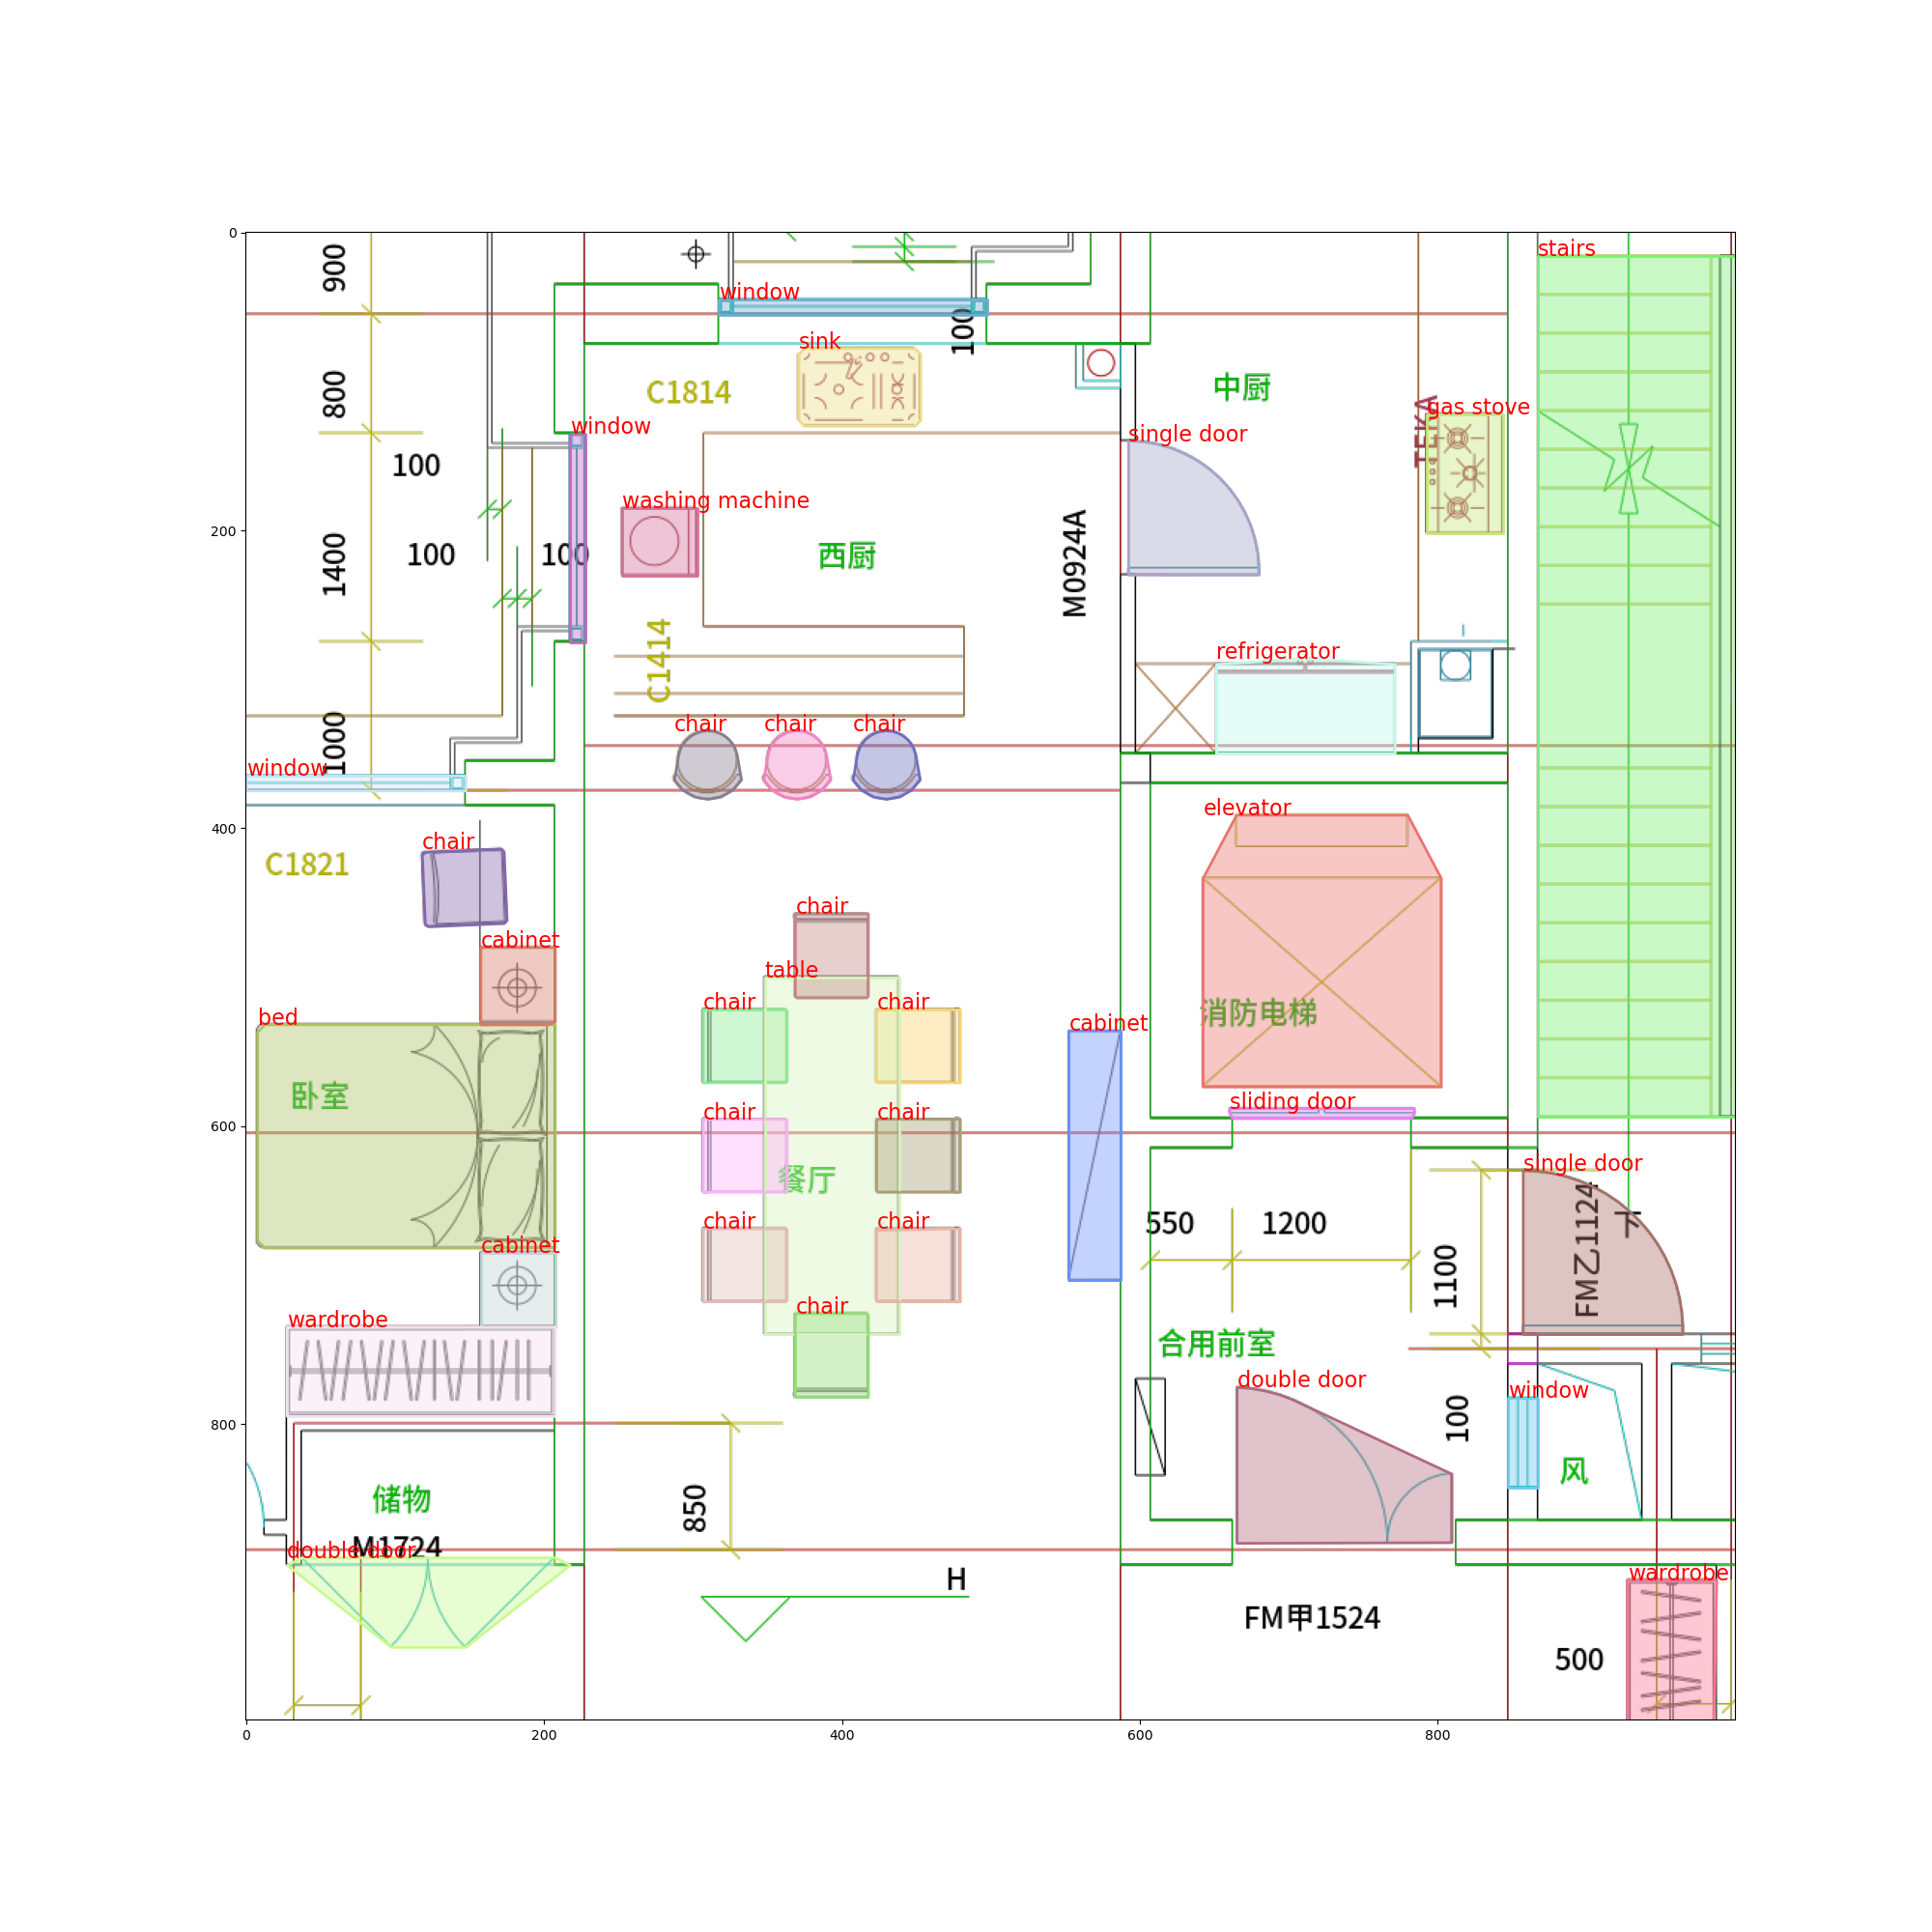 0
900
window
100
sink
800
C1814
中厨
stairs
TEKA
gas stove
window
single door
100
washing machine
200
1400
100
100
西厨
M0924A
C1414
refrigerator
1000
chair
chair
chair
window
elevator
400
chair
C1821
chair
cabinet
table
chair
chair
消防电梯
bed
cabinet
卧室
sliding door
chair
chair
600
餐厅
single door
FM乙1124
下
chair
chair
550
1200
1100
cabinet
chair
wardrobe
合用前室
double door
window
800
100
风
储物
850
M1724
double door
H
wardrobe
FM甲1524
500
0
200
400
600
800